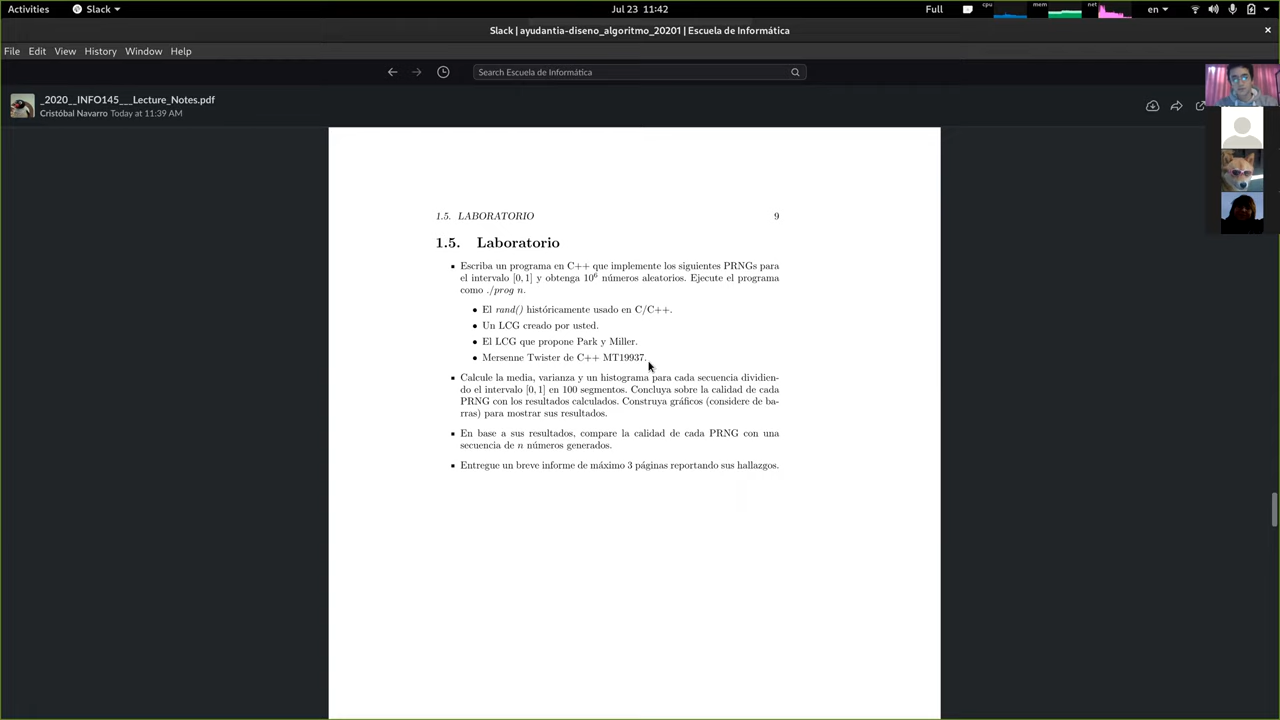 Activities
Slack
Jul 23 11:42
Full
cpu
mem
net
en
Slack | ayudantia-diseno_algoritmo_20201 | Escuela de Informática
File Edit View History Window Help
Search Escuela de Informática
_2020__INFO145___Lecture_Notes.pdf
Cristóbal Navarro Today at 11:39 AM
1.5. LABORATORIO 9
1.5. Laboratorio
Escriba un programa en C++ que implemente los siguientes PRNGs para
el intervalo [0, 1] y obtenga 10⁶ números aleatorios. Ejecute el programa
como ./prog n.
El rand() históricamente usado en C/C++.
Un LCG creado por usted.
El LCG que propone Park y Miller.
Mersenne Twister de C++ MT19937.
Calcule la media, varianza y un histograma para cada secuencia dividien-
do el intervalo [0, 1] en 100 segmentos. Concluya sobre la calidad de cada
PRNG con los resultados calculados. Construya gráficos (considere de ba-
rras) para mostrar sus resultados.
En base a sus resultados, compare la calidad de cada PRNG con una
secuencia de n números generados.
Entregue un breve informe de máximo 3 páginas reportando sus hallazgos.